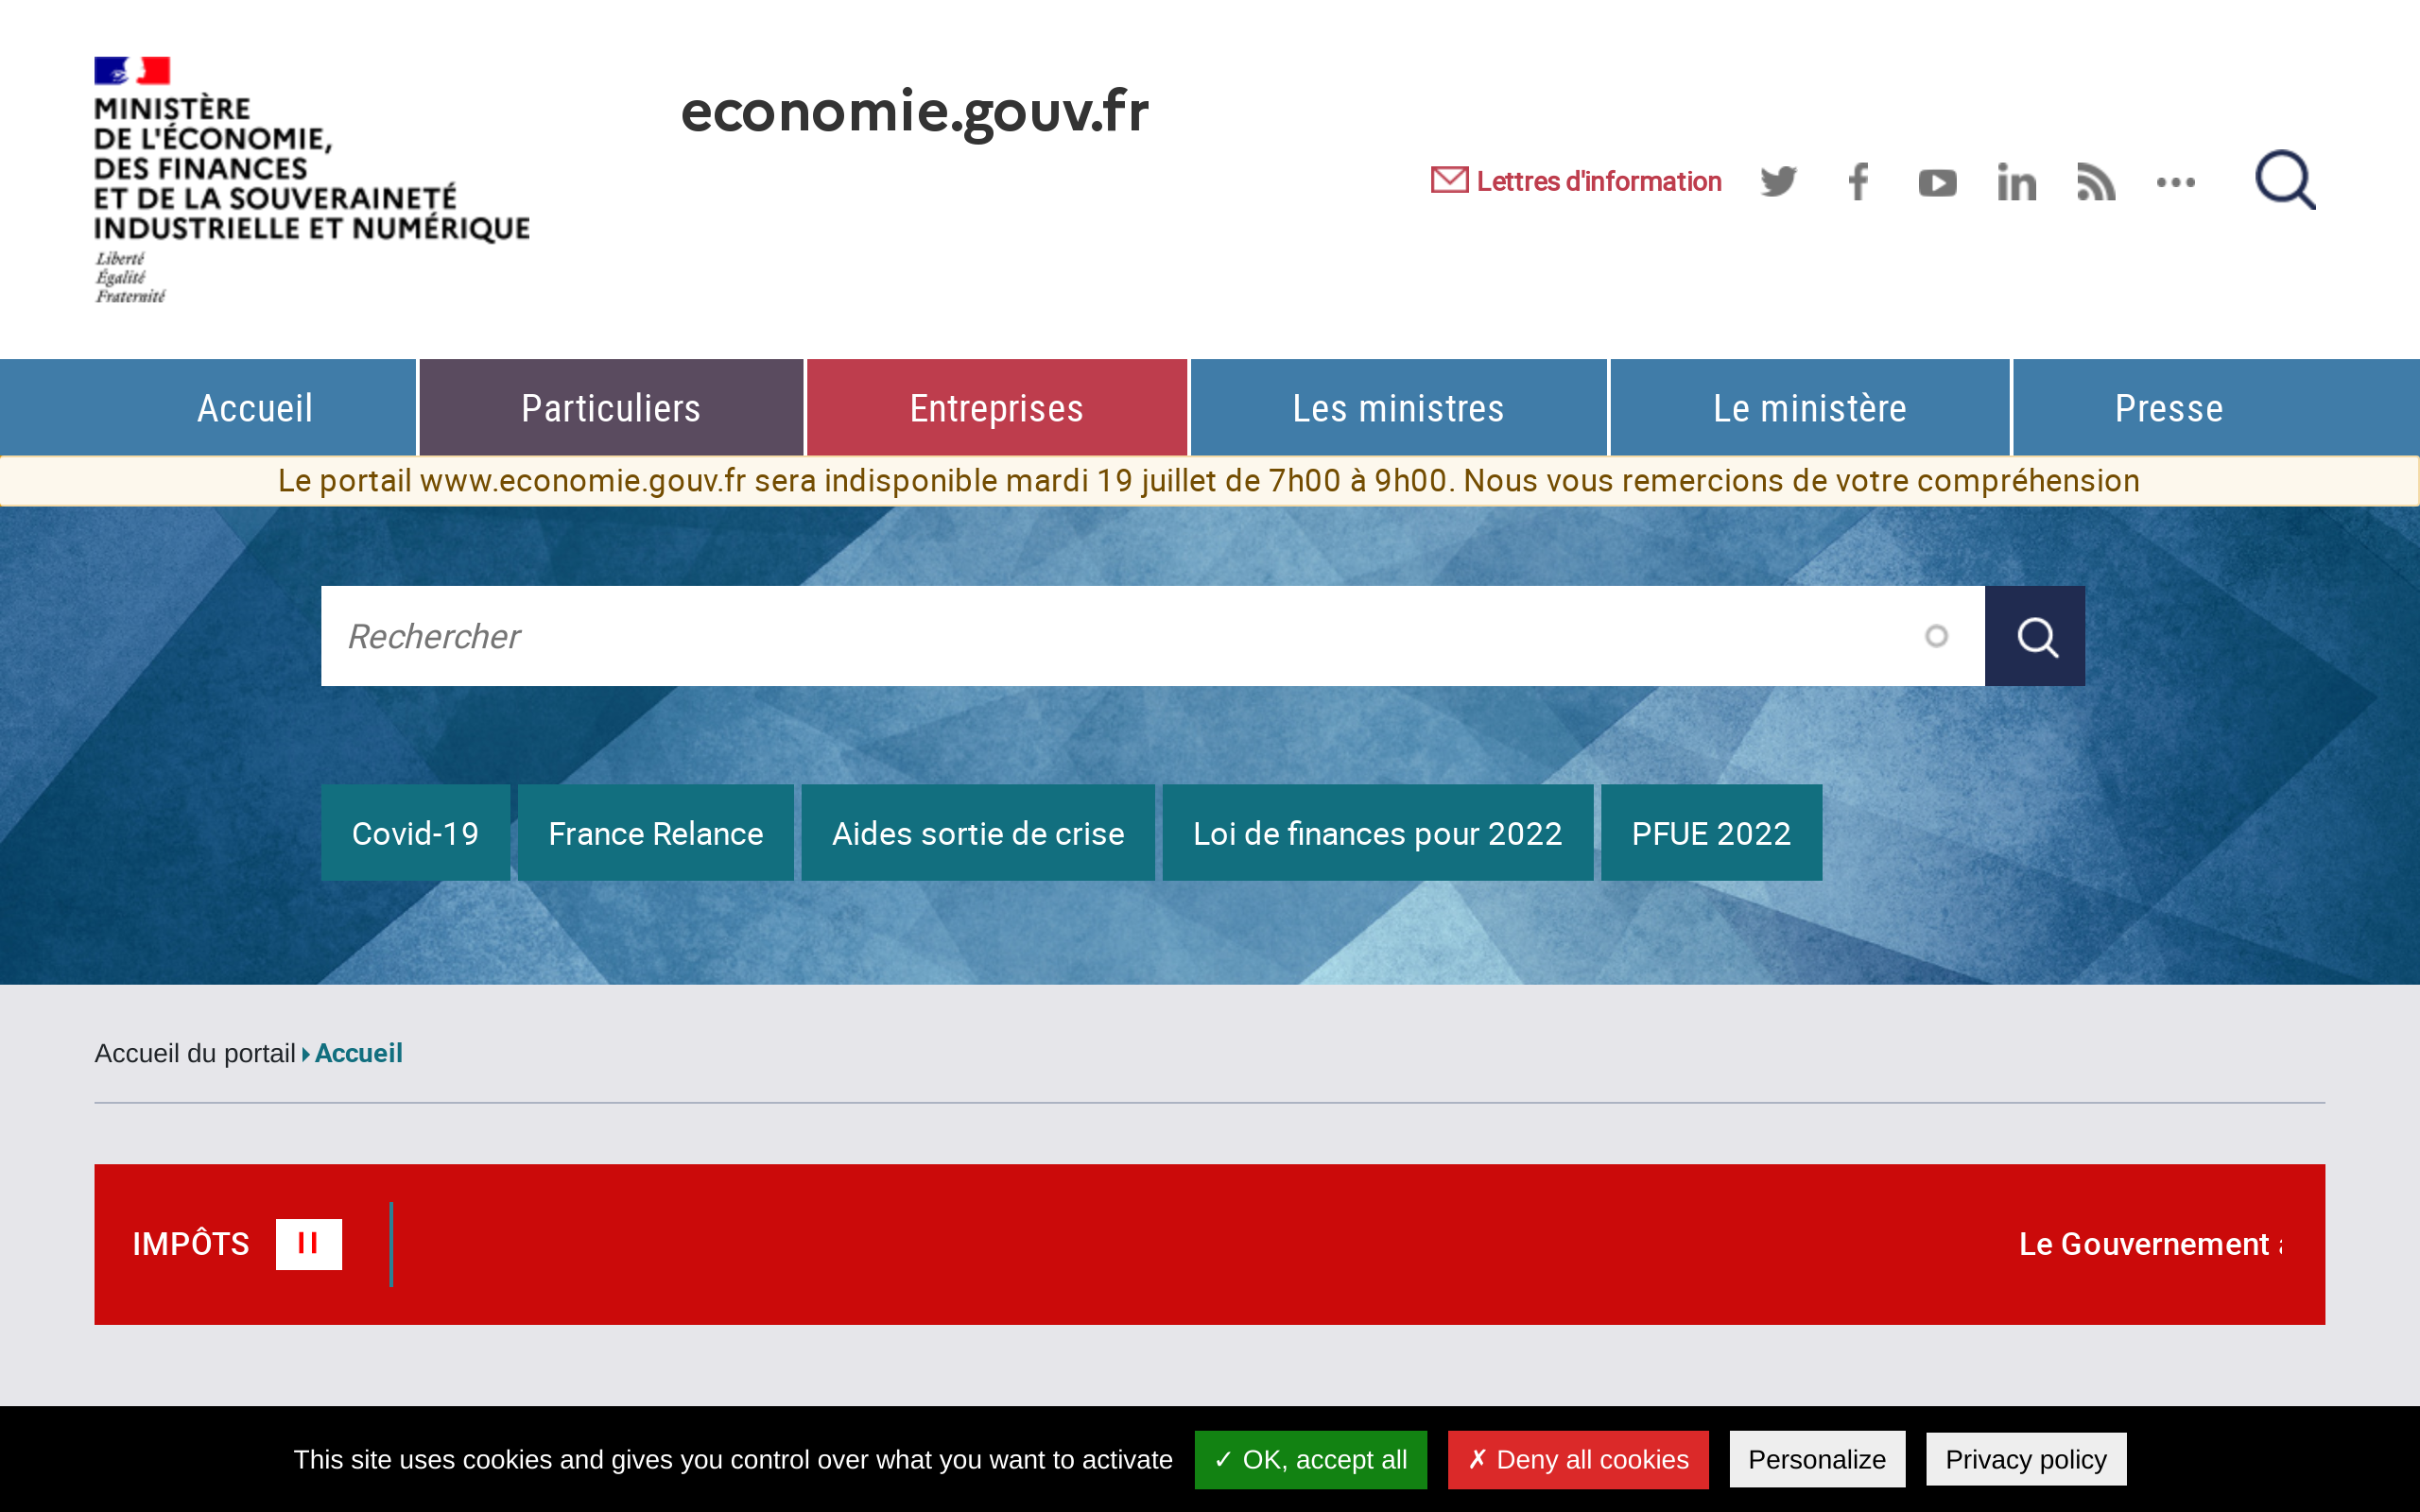 MINISTÈRE
DE L'ÉCONOMIE,
DES FINANCES
ET DE LA SOUVERAINETÉ
INDUSTRIELLE ET NUMÉRIQUE
Liberté
Égalité
Fraternité
economie.gouv.fr
Lettres d'information
Accueil
Particuliers
Entreprises
Les ministres
Le ministère
Presse
Le portail www.economie.gouv.fr sera indisponible mardi 19 juillet de 7h00 à 9h00. Nous vous remercions de votre compréhension
Rechercher
Covid-19
France Relance
Aides sortie de crise
Loi de finances pour 2022
PFUE 2022
Accueil du portail Accueil
IMPÔTS
Le Gouvernement
This site uses cookies and gives you control over what you want to activate
✓ OK, accept all
✗ Deny all cookies
Personalize
Privacy policy